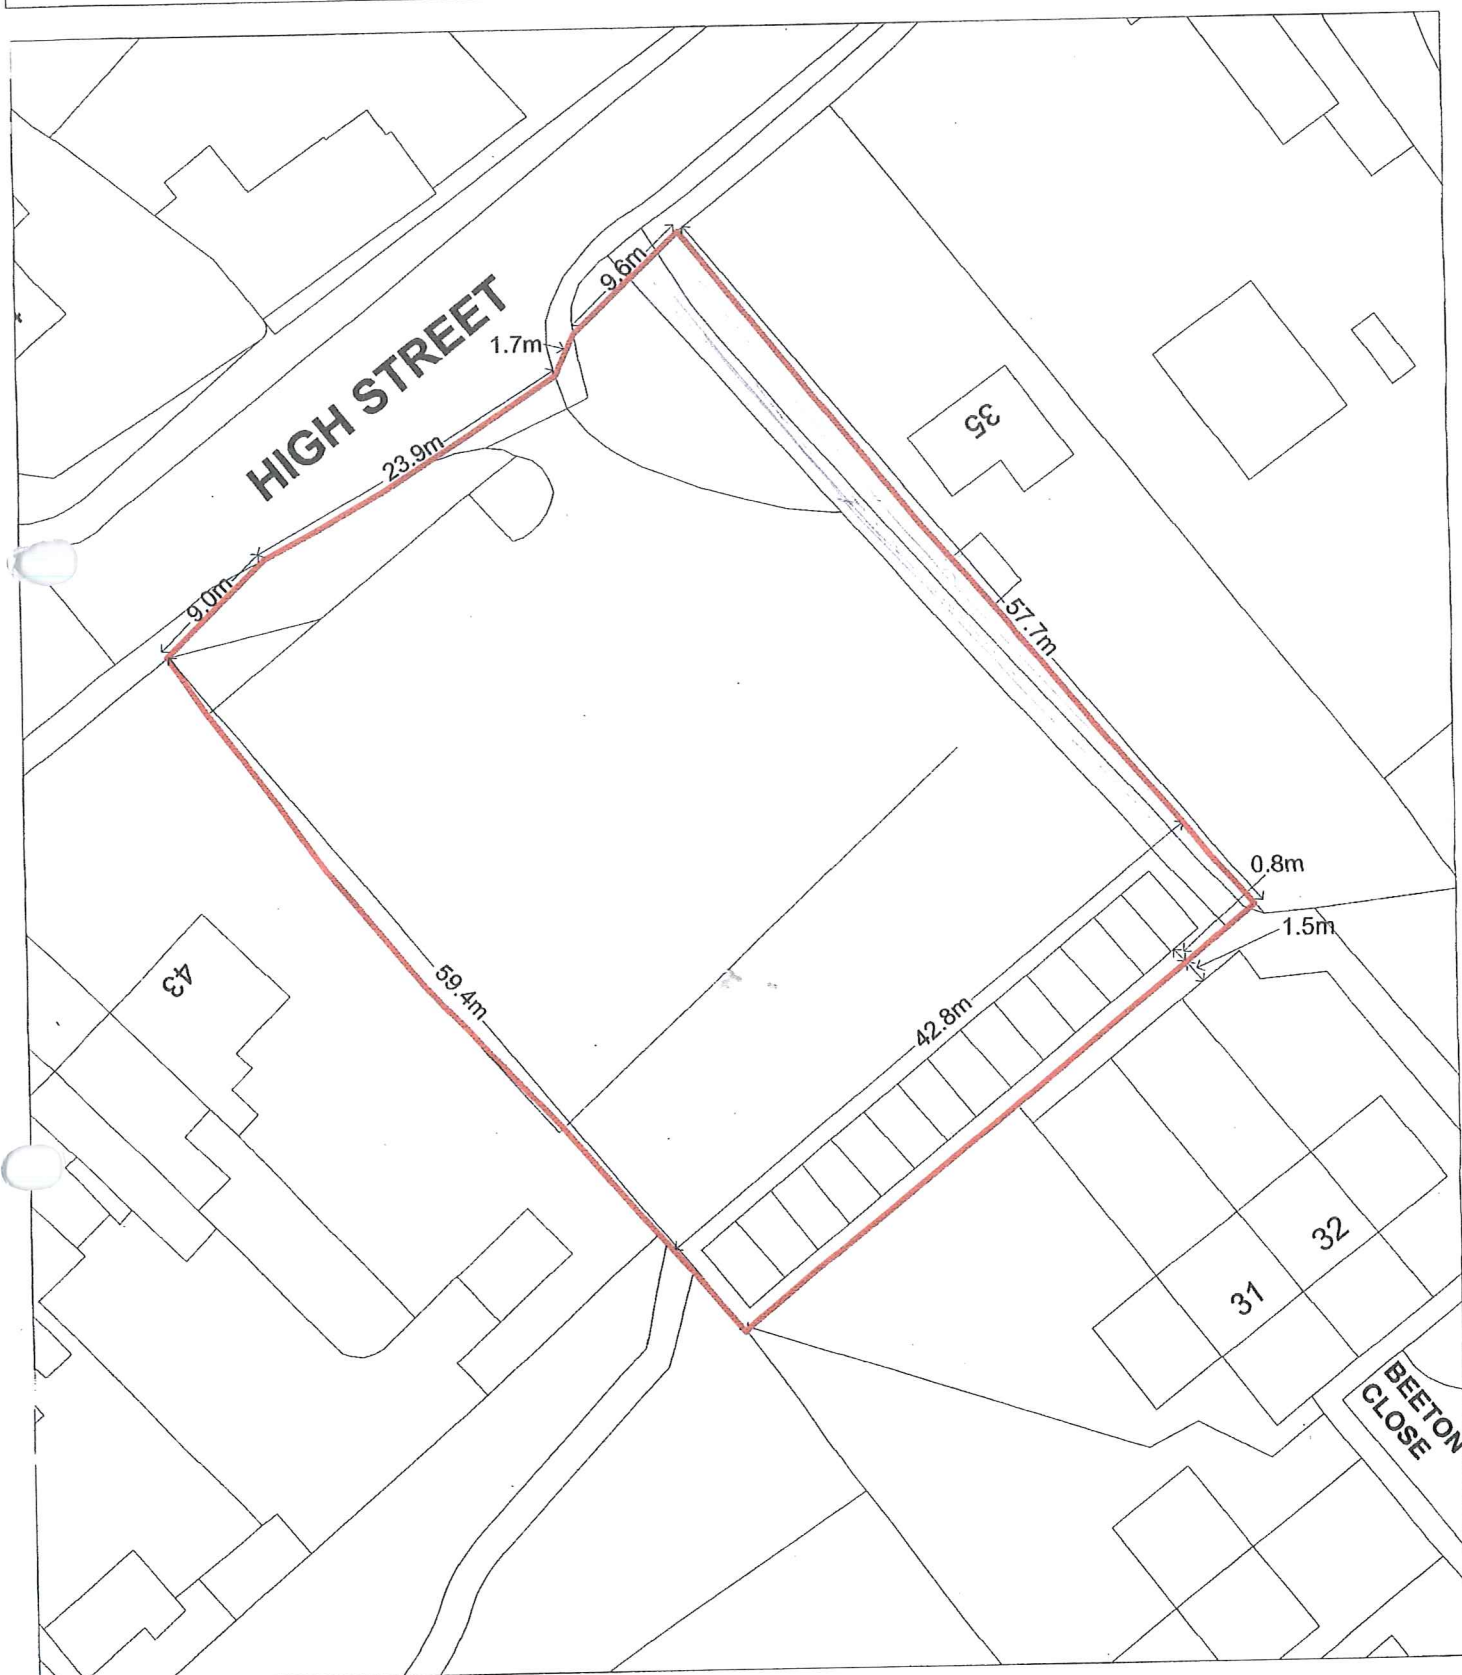 9.6m
HIGH STREET
1.7m
35
23.9m
9.0m
57.7m
0.8m
1.5m
43
59.4m
42.8m
32
31
BEETON
CLOSE